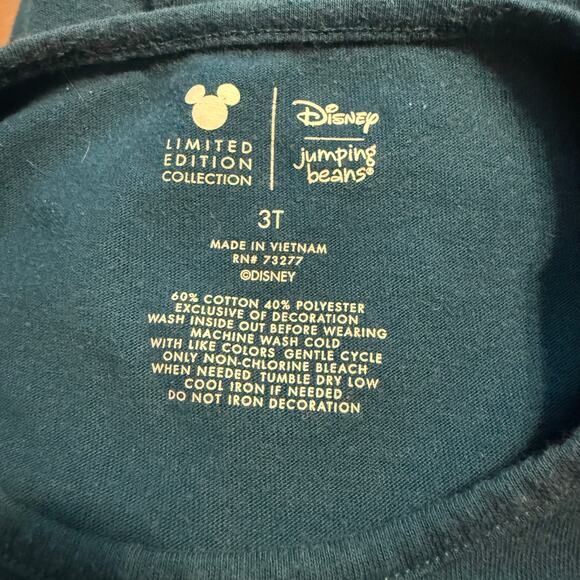 LIMITED
EDITION
COLLECTION
Disney
jumping
beans®
3T
MADE IN VIETNAM
RN# 73277
©DISNEY
60% COTTON 40% POLYESTER
EXCLUSIVE OF DECORATION
WASH INSIDE OUT BEFORE WEARING
MACHINE WASH COLD
WITH LIKE COLORS GENTLE CYCLE
ONLY NON-CHLORINE BLEACH
WHEN NEEDED TUMBLE DRY LOW
COOL IRON IF NEEDED
DO NOT IRON DECORATION